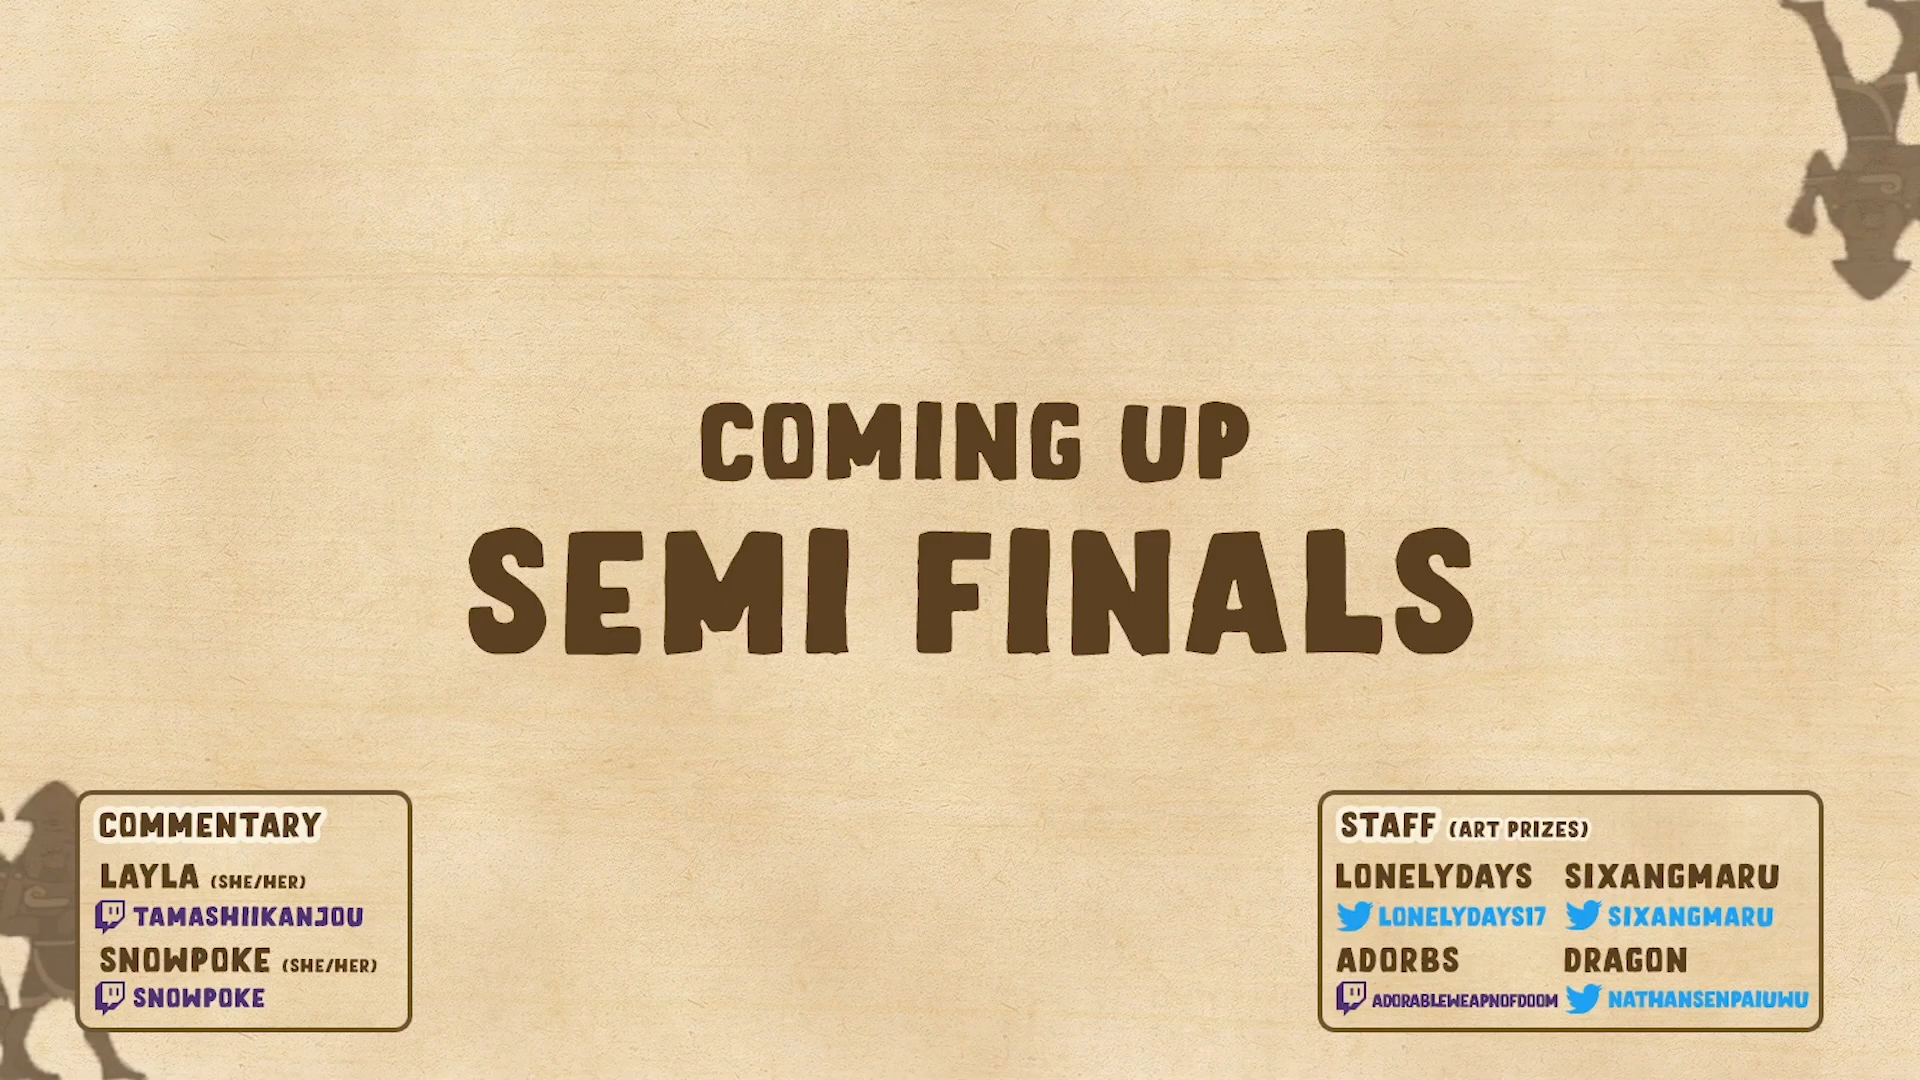 COMING UP
SEMI FINALS
COMMENTARY
LAYLA (SHE/HER)
TAMASHIIKANJOU
SNOWPOKE (SHE/HER)
SNOWPOKE
STAFF (ART PRIZES)
LONELYDAYS SIXANGMARU
LONELYDAYS17 SIXANGMARU
ADORBS DRAGON
ADORABLEWEAPNOFDOOM NATHANSENPAIUWU